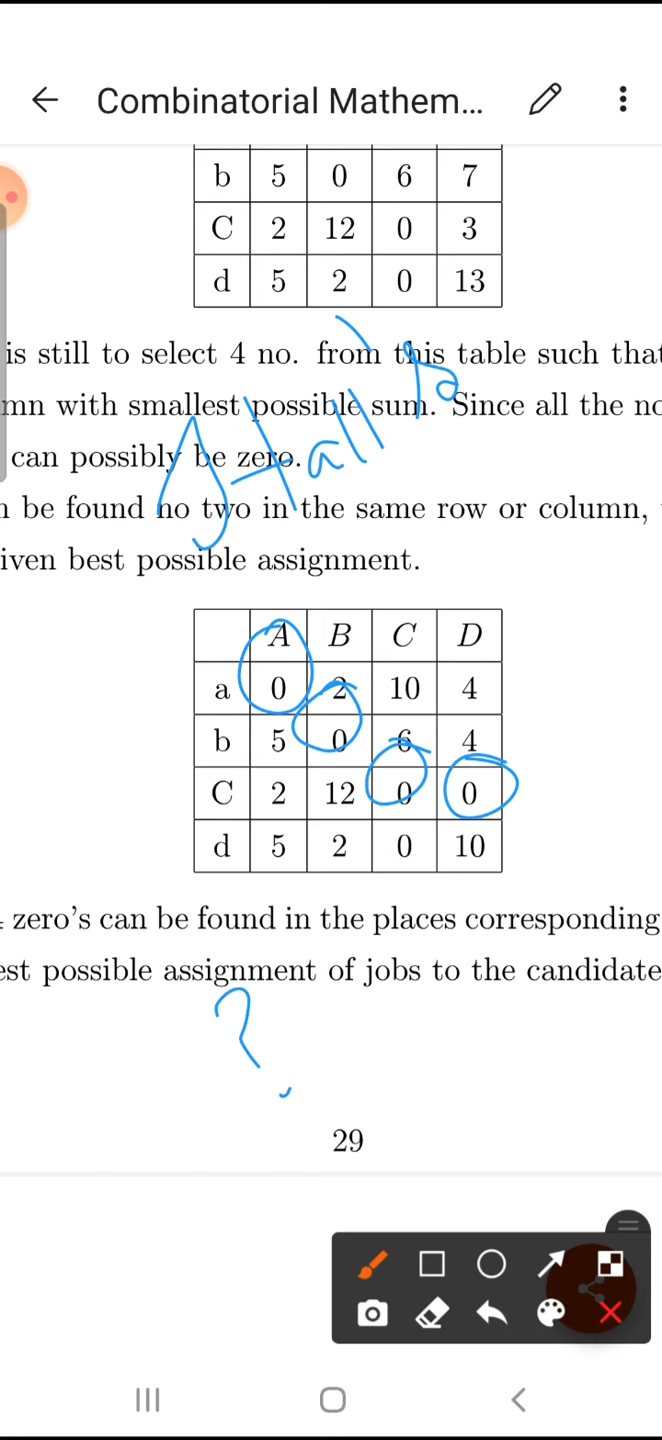 Combinatorial Mathem...
b 5 0 6 7
C 2 12 0 3
d 5 2 0 13
is still to select 4 no. from this table such that
mn with smallest possible sum. Since all the no
can possibly be zero.
Hall's
be found no two in the same row or column,
iven best possible assignment.
A B C D
a 0 2 10 4
b 5 0 6 4
C 2 12 0 0
d 5 2 0 10
zero's can be found in the places corresponding
est possible assignment of jobs to the candidate
?
29